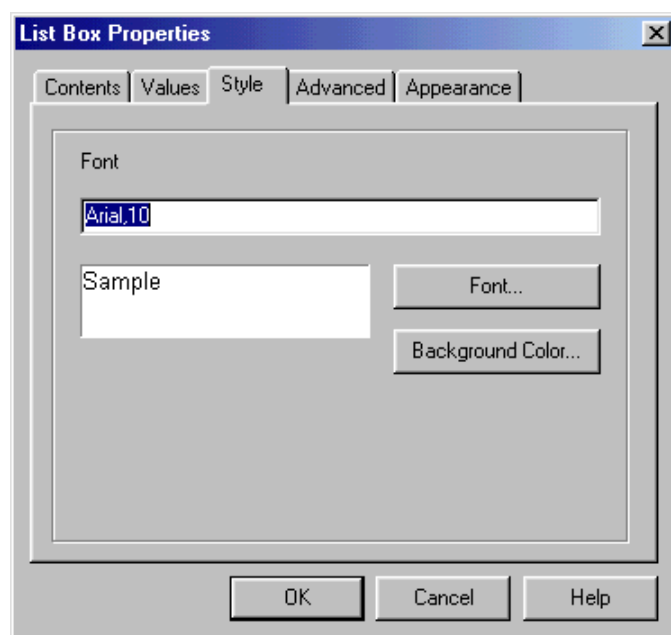 List Box Properties
Contents Values Style Advanced Appearance
Font
Arial,10
Sample
Font...
Background Color...
OK Cancel Help